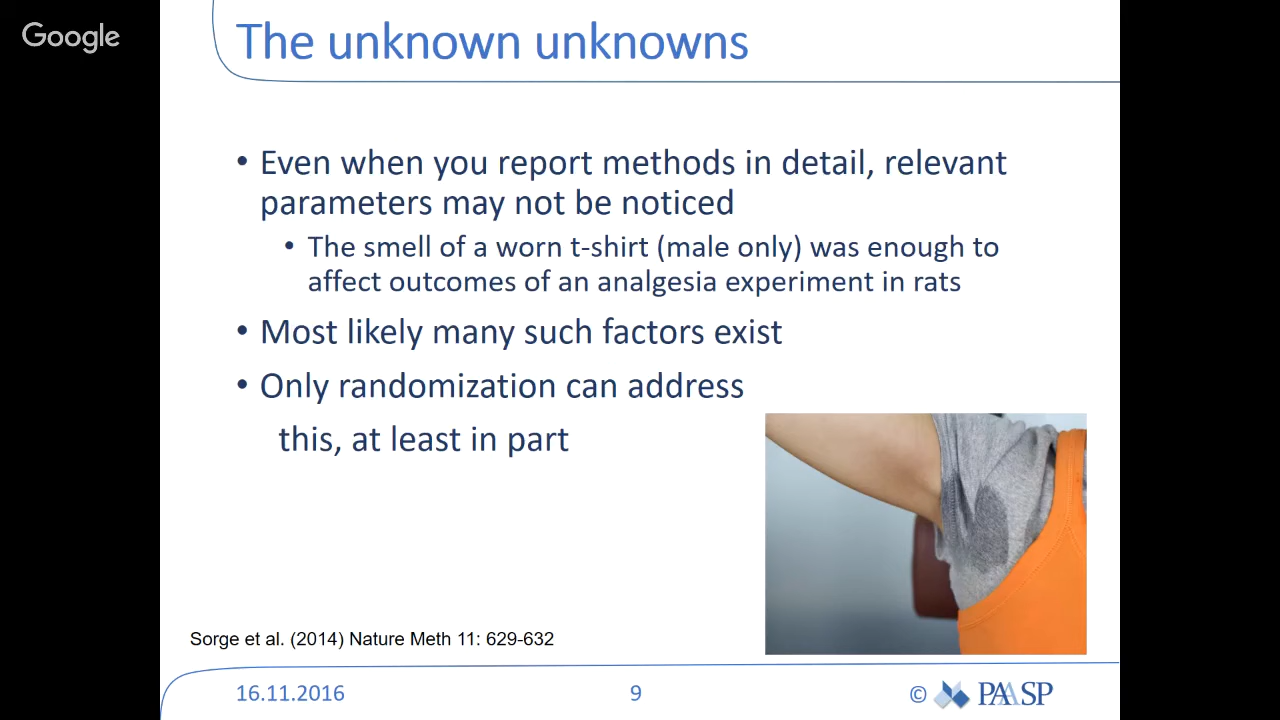 Google
The unknown unknowns
• Even when you report methods in detail, relevant
parameters may not be noticed
• The smell of a worn t-shirt (male only) was enough to
affect outcomes of an analgesia experiment in rats
• Most likely many such factors exist
• Only randomization can address
this, at least in part
Sorge et al. (2014) Nature Meth 11: 629-632
16.11.2016
9
© PAASP